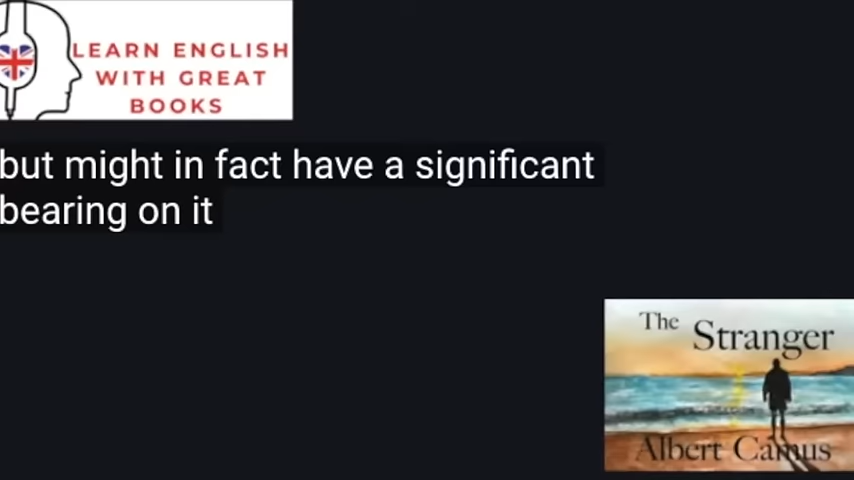 LEARN ENGLISH
WITH GREAT
BOOKS
but might in fact have a significant
bearing on it
The Stranger
Albert Camus